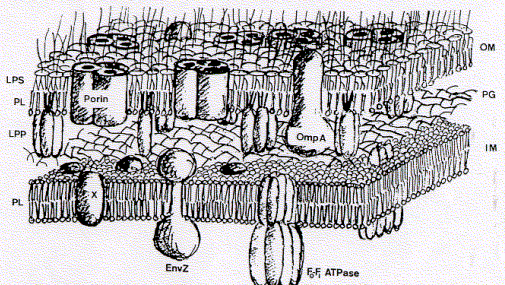 OM
LPS
PG
PL
Porin
LPP
OmpA
IM
X
PL
EnvZ
F₀F₁ ATPase